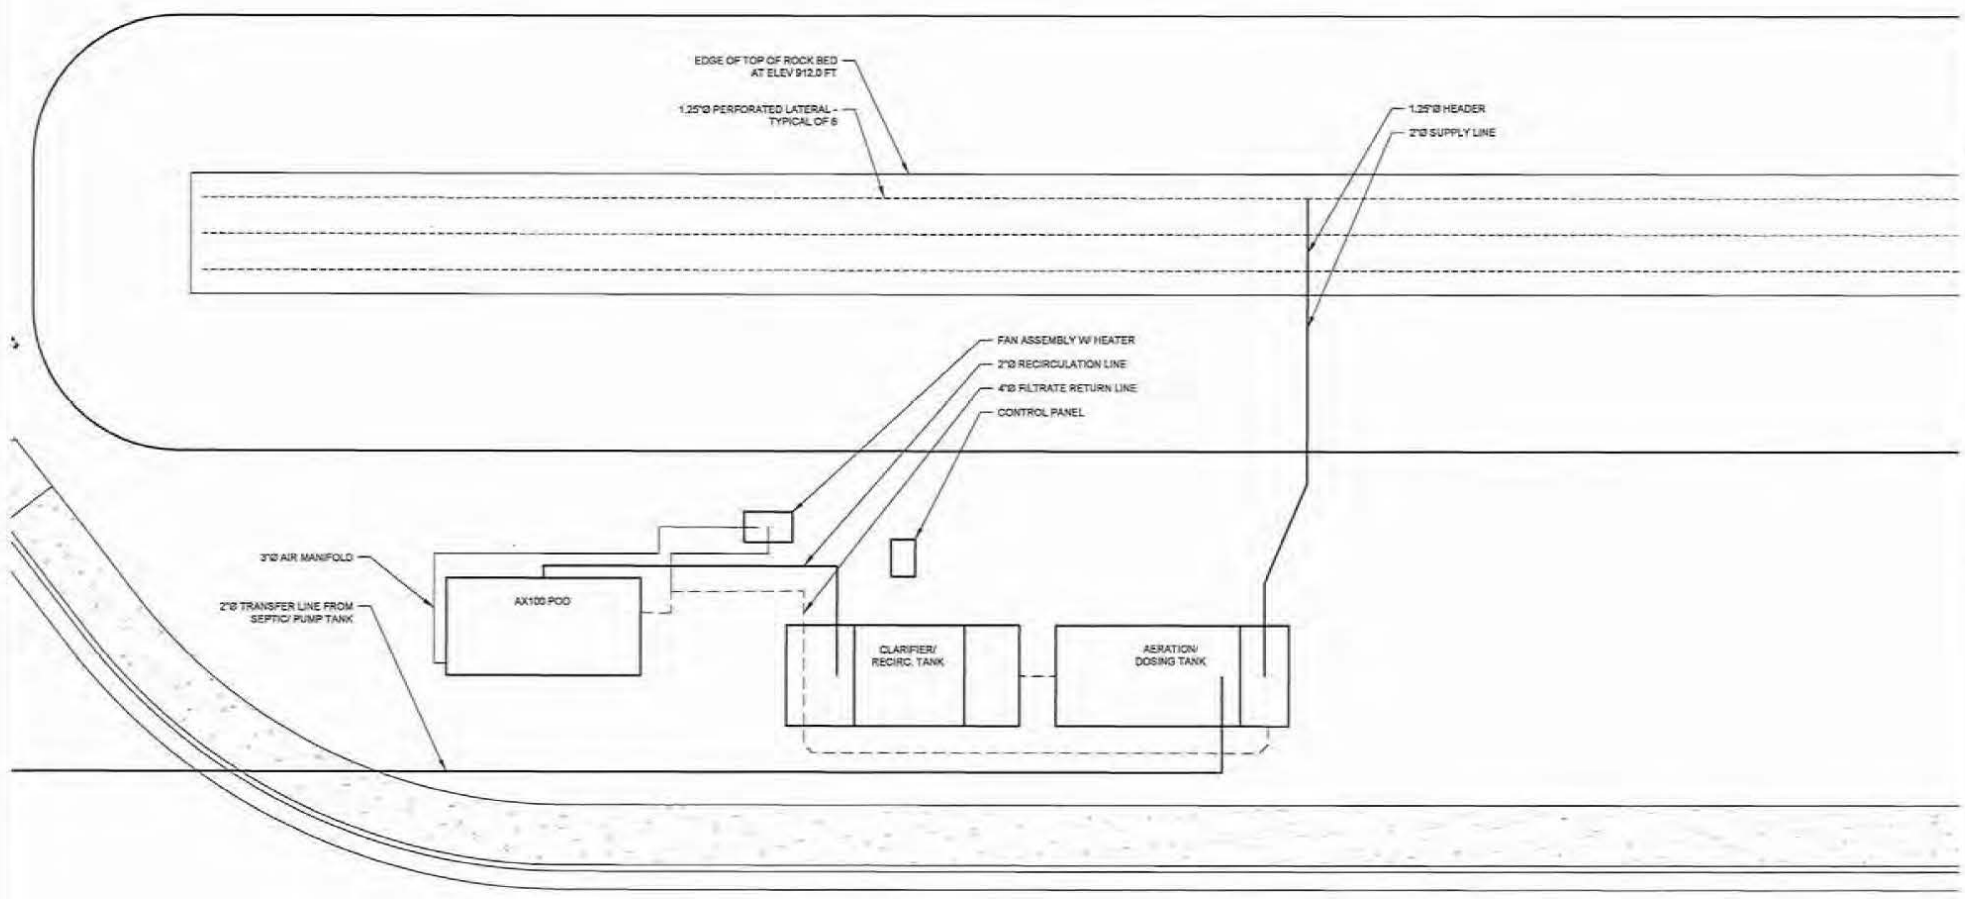 EDGE OF TOP OF ROCK BED
AT ELEV 912.0 FT
1.25"Ø PERFORATED LATERAL -
TYPICAL OF 6
1.25"Ø HEADER
2"Ø SUPPLY LINE
FAN ASSEMBLY W/ HEATER
2"Ø RECIRCULATION LINE
4"Ø FILTRATE RETURN LINE
CONTROL PANEL
3"Ø AIR MANIFOLD
2"Ø TRANSFER LINE FROM
SEPTIC/ PUMP TANK
AX100 POD
CLARIFIER/
RECIRC. TANK
AERATION/
DOSING TANK